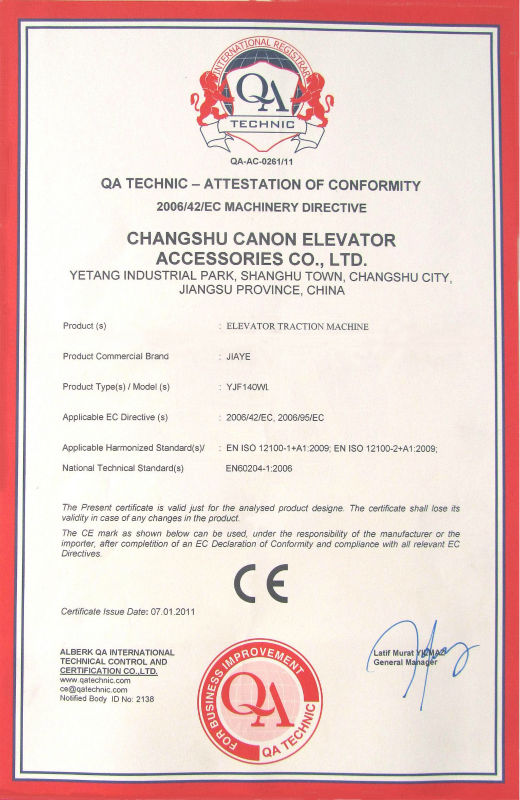 INTERNATIONAL REGISTRAR
QA
TECHNIC
QA-AC-0261/11
QA TECHNIC – ATTESTATION OF CONFORMITY
2006/42/EC MACHINERY DIRECTIVE
CHANGSHU CANON ELEVATOR
ACCESSORIES CO., LTD.
YETANG INDUSTRIAL PARK, SHANGHU TOWN, CHANGSHU CITY,
JIANGSU PROVINCE, CHINA
Product (s) : ELEVATOR TRACTION MACHINE
Product Commercial Brand : JIAYE
Product Type(s) / Model (s) : YJF140WL
Applicable EC Directive (s) : 2006/42/EC, 2006/95/EC
Applicable Harmonized Standard(s)/ : EN ISO 12100-1+A1:2009; EN ISO 12100-2+A1:2009;
National Technical Standard(s) EN60204-1:2006
The Present certificate is valid just for the analysed product designe. The certificate shall lose its
validity in case of any changes in the product.
The CE mark as shown below can be used, under the responsibility of the manufacturer or the
importer, after completition of an EC Declaration of Conformity and compliance with all relevant EC
Directives.
CE
Certificate Issue Date: 07.01.2011
ALBERK QA INTERNATIONAL
TECHNICAL CONTROL AND
CERTIFICATION CO.,LTD.
www.qatechnic.com
ce@qatechnic.com
Notified Body ID No: 2138
FOR BUSINESS IMPROVEMENT
QA
QA TECHNIC
Latif Murat YILMAZ
General Manager